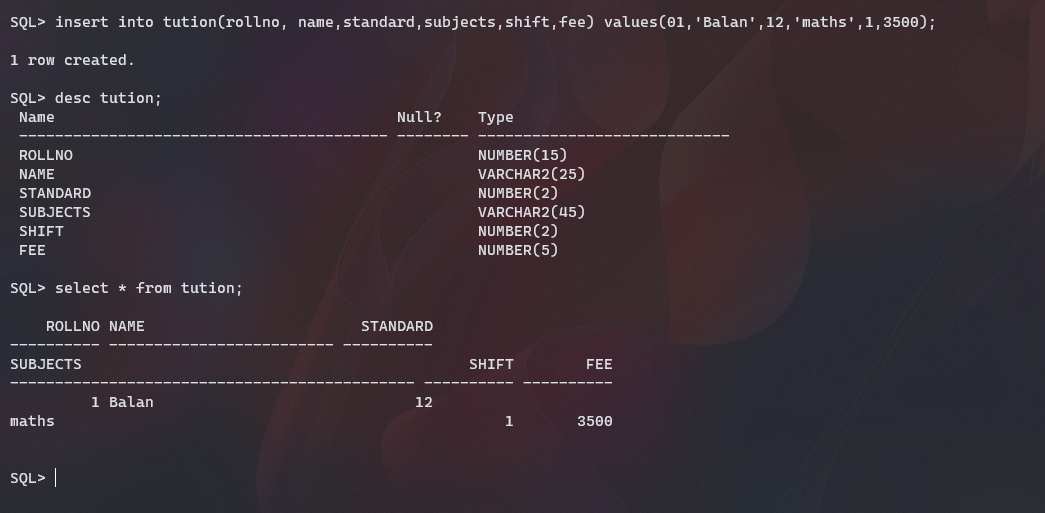 SQL> insert into tution(rollno, name,standard,subjects,shift,fee) values(01,'Balan',12,'maths',1,3500);
1 row created.
SQL> desc tution;
Name Null? Type
----------------------------------------- -------- ----------------------------
ROLLNO NUMBER(15)
NAME VARCHAR2(25)
STANDARD NUMBER(2)
SUBJECTS VARCHAR2(45)
SHIFT NUMBER(2)
FEE NUMBER(5)
SQL> select * from tution;
ROLLNO NAME STANDARD
---------- ------------------------- ----------
SUBJECTS SHIFT FEE
--------------------------------------------- ---------- ----------
1 Balan 12
maths 1 3500
SQL>